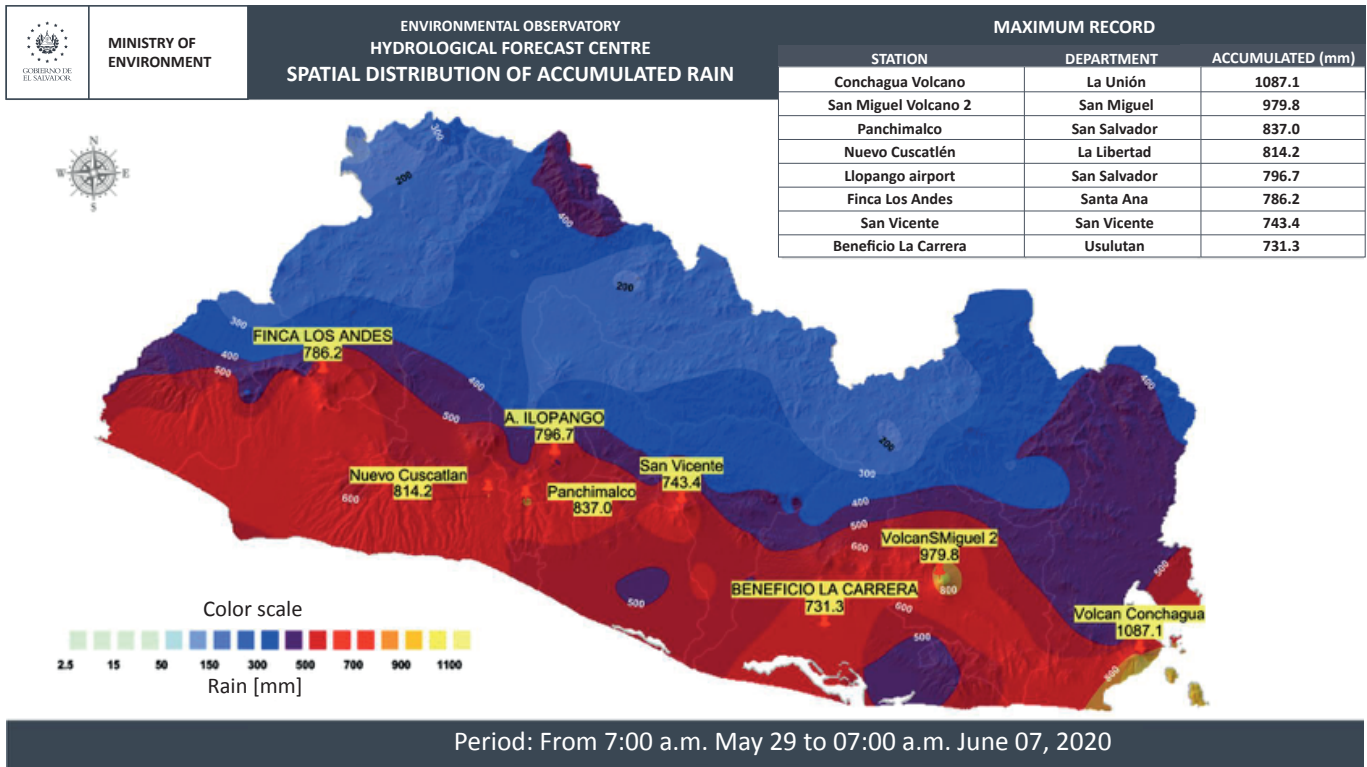 GOBIERNO DE
EL SALVADOR
MINISTRY OF
ENVIRONMENT
ENVIRONMENTAL OBSERVATORY
HYDROLOGICAL FORECAST CENTRE
SPATIAL DISTRIBUTION OF ACCUMULATED RAIN
MAXIMUM RECORD
STATION DEPARTMENT ACCUMULATED (mm)
Conchagua Volcano La Unión 1087.1
San Miguel Volcano 2 San Miguel 979.8
Panchimalco San Salvador 837.0
Nuevo Cuscatlén La Libertad 814.2
Llopango airport San Salvador 796.7
Finca Los Andes Santa Ana 786.2
San Vicente San Vicente 743.4
Beneficio La Carrera Usulutan 731.3
N
W E
S
300
200
400
200
300
FINCA LOS ANDES
786.2
400
500
400
400
500
A. ILOPANGO
796.7
200
San Vicente
743.4
Nuevo Cuscatlan
814.2
Panchimalco
837.0
600
300
400
500
600
VolcanSMiguel 2
979.8
800
500
BENEFICIO LA CARRERA
731.3
600
500
500
Volcan Conchagua
1087.1
800
Color scale
2.5 15 50 150 300 500 700 900 1100
Rain [mm]
Period: From 7:00 a.m. May 29 to 07:00 a.m. June 07, 2020